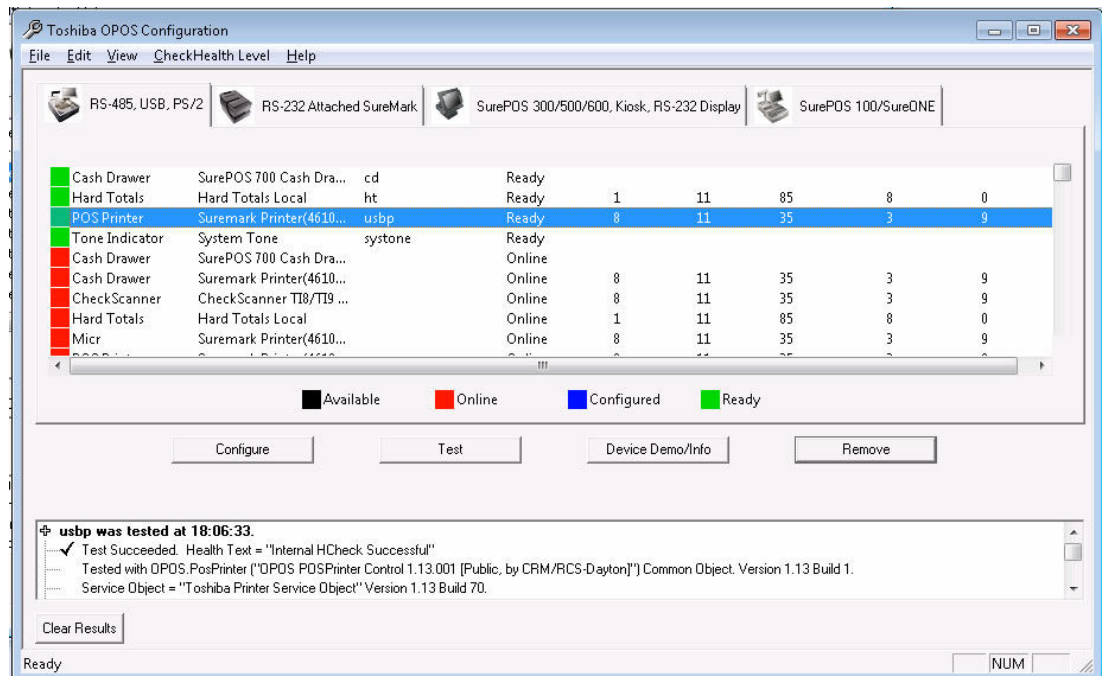 Toshiba OPOS Configuration
File Edit View CheckHealth Level Help
RS-485, USB, PS/2 RS-232 Attached SureMark SurePOS 300/500/600, Kiosk, RS-232 Display SurePOS 100/SureONE
Cash Drawer SurePOS 700 Cash Dra... cd Ready
Hard Totals Hard Totals Local ht Ready 1 11 85 8 0
POS Printer Suremark Printer(4610... usbp Ready 8 11 35 3 9
Tone Indicator System Tone systone Ready
Cash Drawer SurePOS 700 Cash Dra... Online
Cash Drawer Suremark Printer(4610... Online 8 11 35 3 9
CheckScanner CheckScanner TI8/TI9 ... Online 8 11 35 3 9
Hard Totals Hard Totals Local Online 1 11 85 8 0
Micr Suremark Printer(4610... Online 8 11 35 3 9
Available Online Configured Ready
Configure Test Device Demo/Info Remove
usbp was tested at 18:06:33.
Test Succeeded. Health Text = "Internal HCheck Successful"
Tested with OPOS.PosPrinter ("OPOS POSPrinter Control 1.13.001 [Public, by CRM/RCS-Dayton]") Common Object. Version 1.13 Build 1.
Service Object = "Toshiba Printer Service Object" Version 1.13 Build 70.
Clear Results
Ready NUM